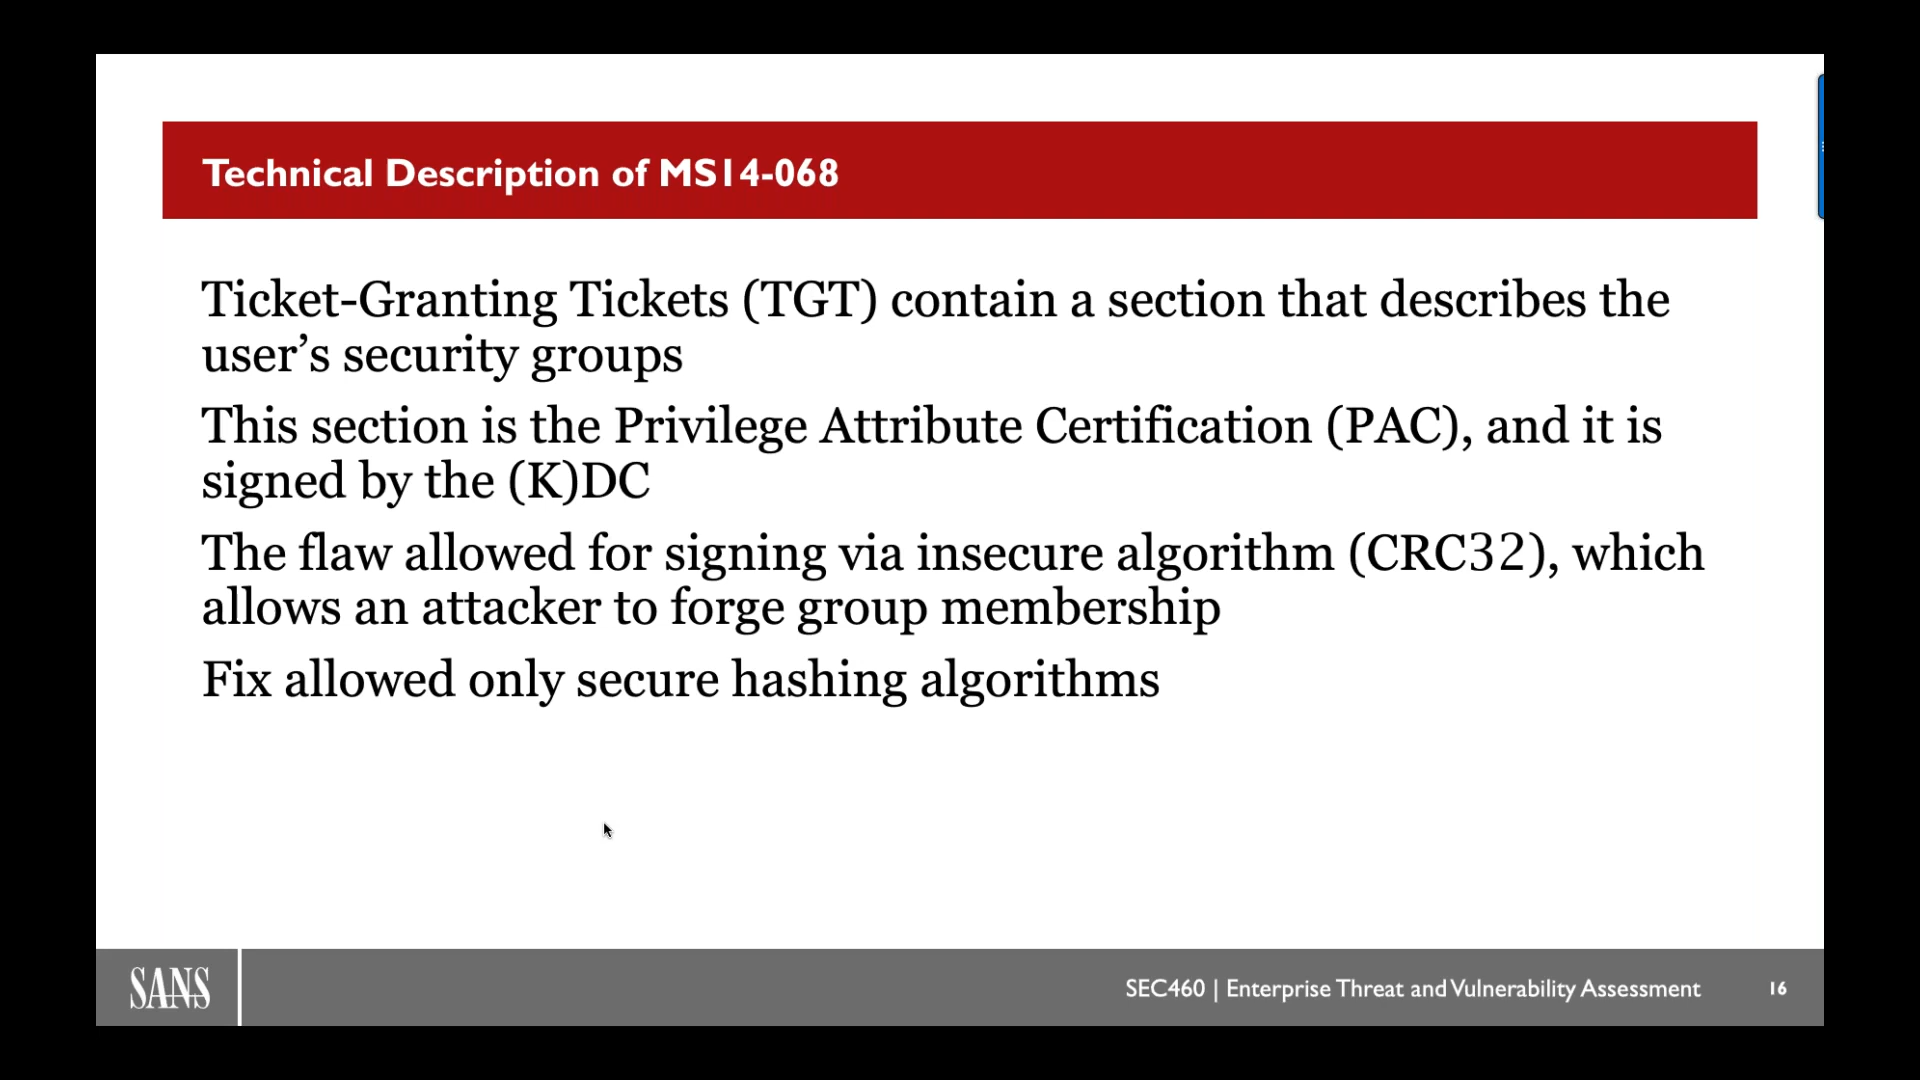 Technical Description of MS14-068
Ticket-Granting Tickets (TGT) contain a section that describes the
user’s security groups
This section is the Privilege Attribute Certification (PAC), and it is
signed by the (K)DC
The flaw allowed for signing via insecure algorithm (CRC32), which
allows an attacker to forge group membership
Fix allowed only secure hashing algorithms
SANS
SEC460 | Enterprise Threat and Vulnerability Assessment
16